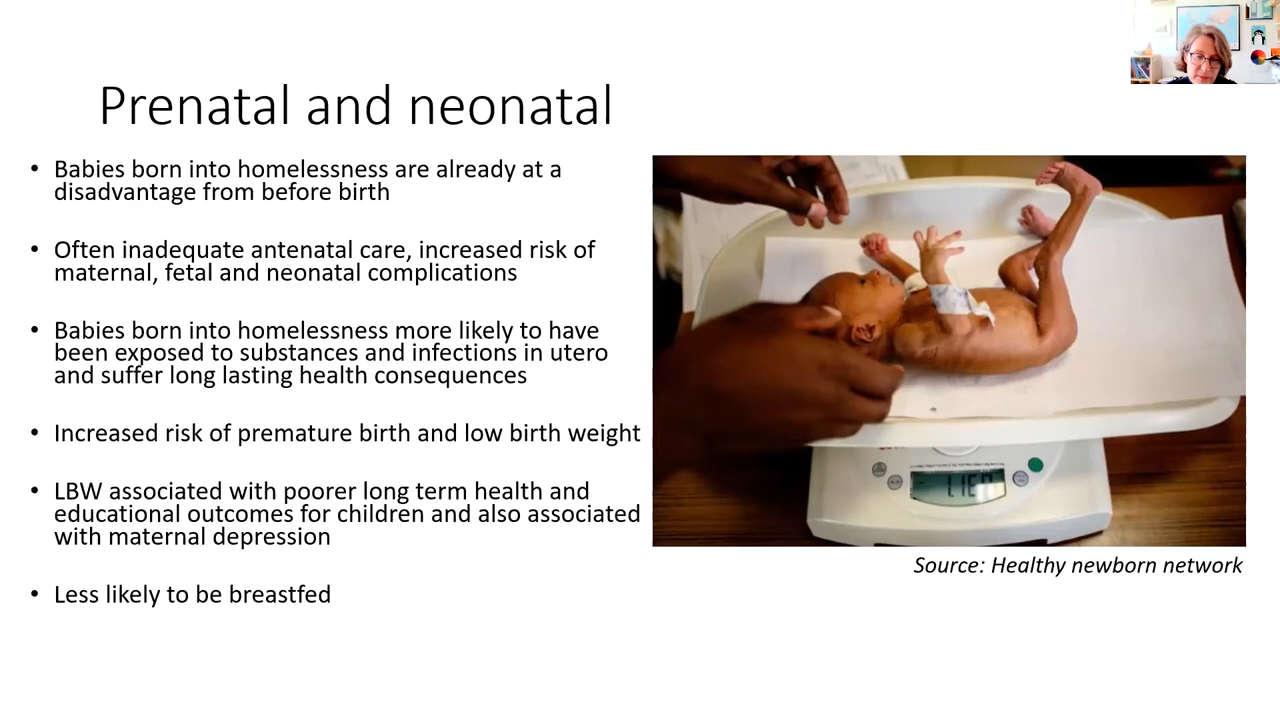 Prenatal and neonatal
• Babies born into homelessness are already at a
disadvantage from before birth
• Often inadequate antenatal care, increased risk of
maternal, fetal and neonatal complications
• Babies born into homelessness more likely to have
been exposed to substances and infections in utero
and suffer long lasting health consequences
• Increased risk of premature birth and low birth weight
• LBW associated with poorer long term health and
educational outcomes for children and also associated
with maternal depression
• Less likely to be breastfed
Source: Healthy newborn network